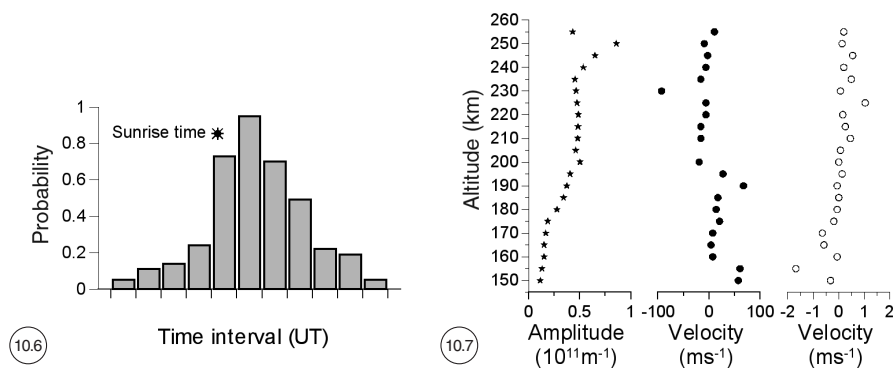 1
0.8
0.6
0.4
0.2
0
Probability
Sunrise time
Time interval (UT)
10.6
260
250
240
230
220
210
200
190
180
170
160
150
Altitude (km)
0 0.5 1
Amplitude
(10¹¹m⁻¹)
-100 0 100
Velocity
(ms⁻¹)
-2 -1 0 1 2
Velocity
(ms⁻¹)
10.7